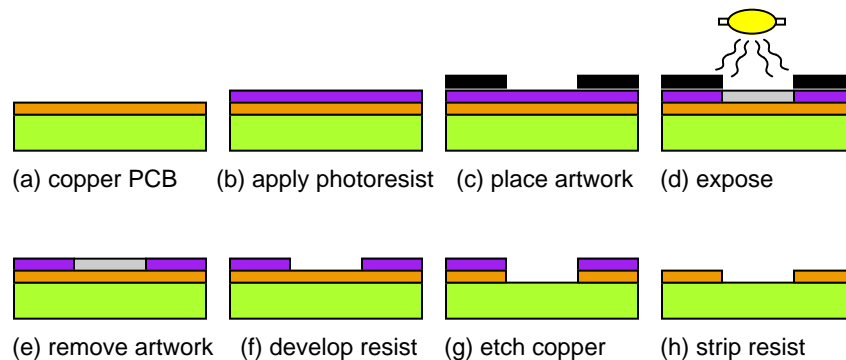 (a) copper PCB
(b) apply photoresist
(c) place artwork
(d) expose
(e) remove artwork
(f) develop resist
(g) etch copper
(h) strip resist